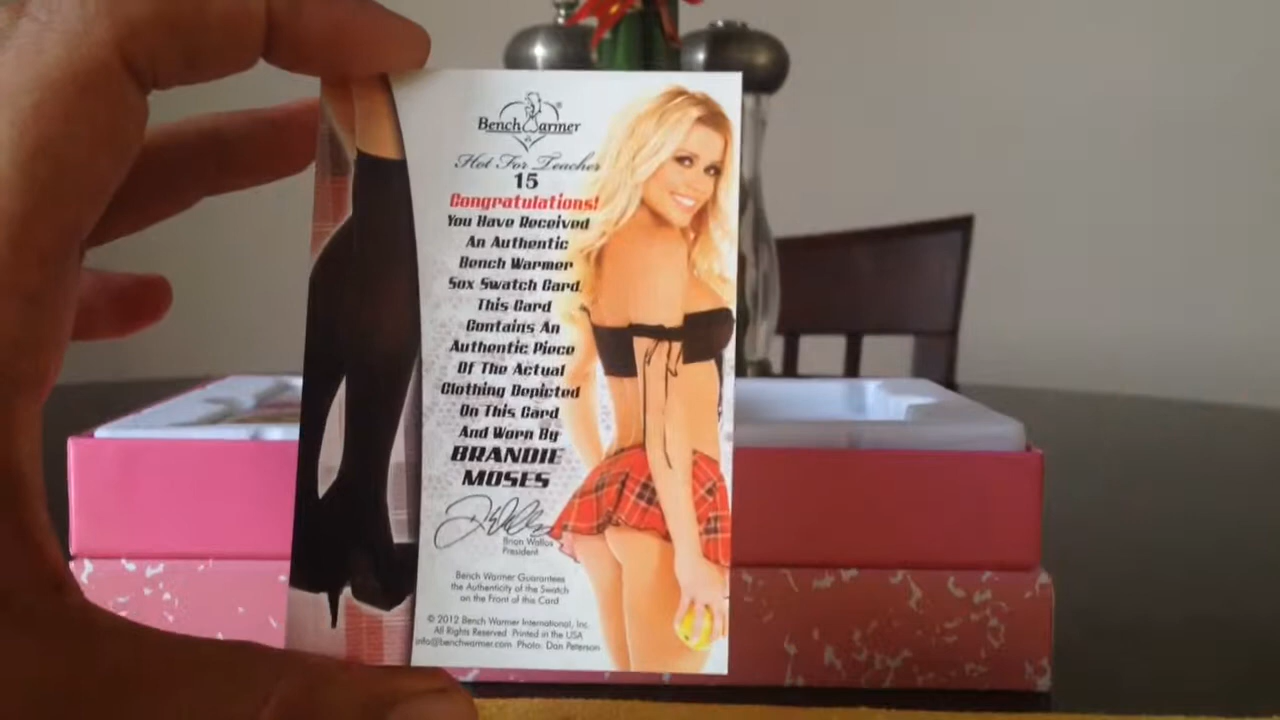 BenchWarmer
Hot For Teacher
15
Congratulations!
You Have Received
An Authentic
Bench Warmer
Sox Swatch Card.
This Card
Contains An
Authentic Piece
Of The Actual
Clothing Depicted
On This Card
And Worn By
BRANDIE
MOSES
Brian Wallos
President
Bench Warmer Guarantees
the Authenticity of the Swatch
on the Front of this Card
© 2012 Bench Warmer International, Inc.
All Rights Reserved Printed in the USA
info@benchwarmer.com Photo: Dan Peterson